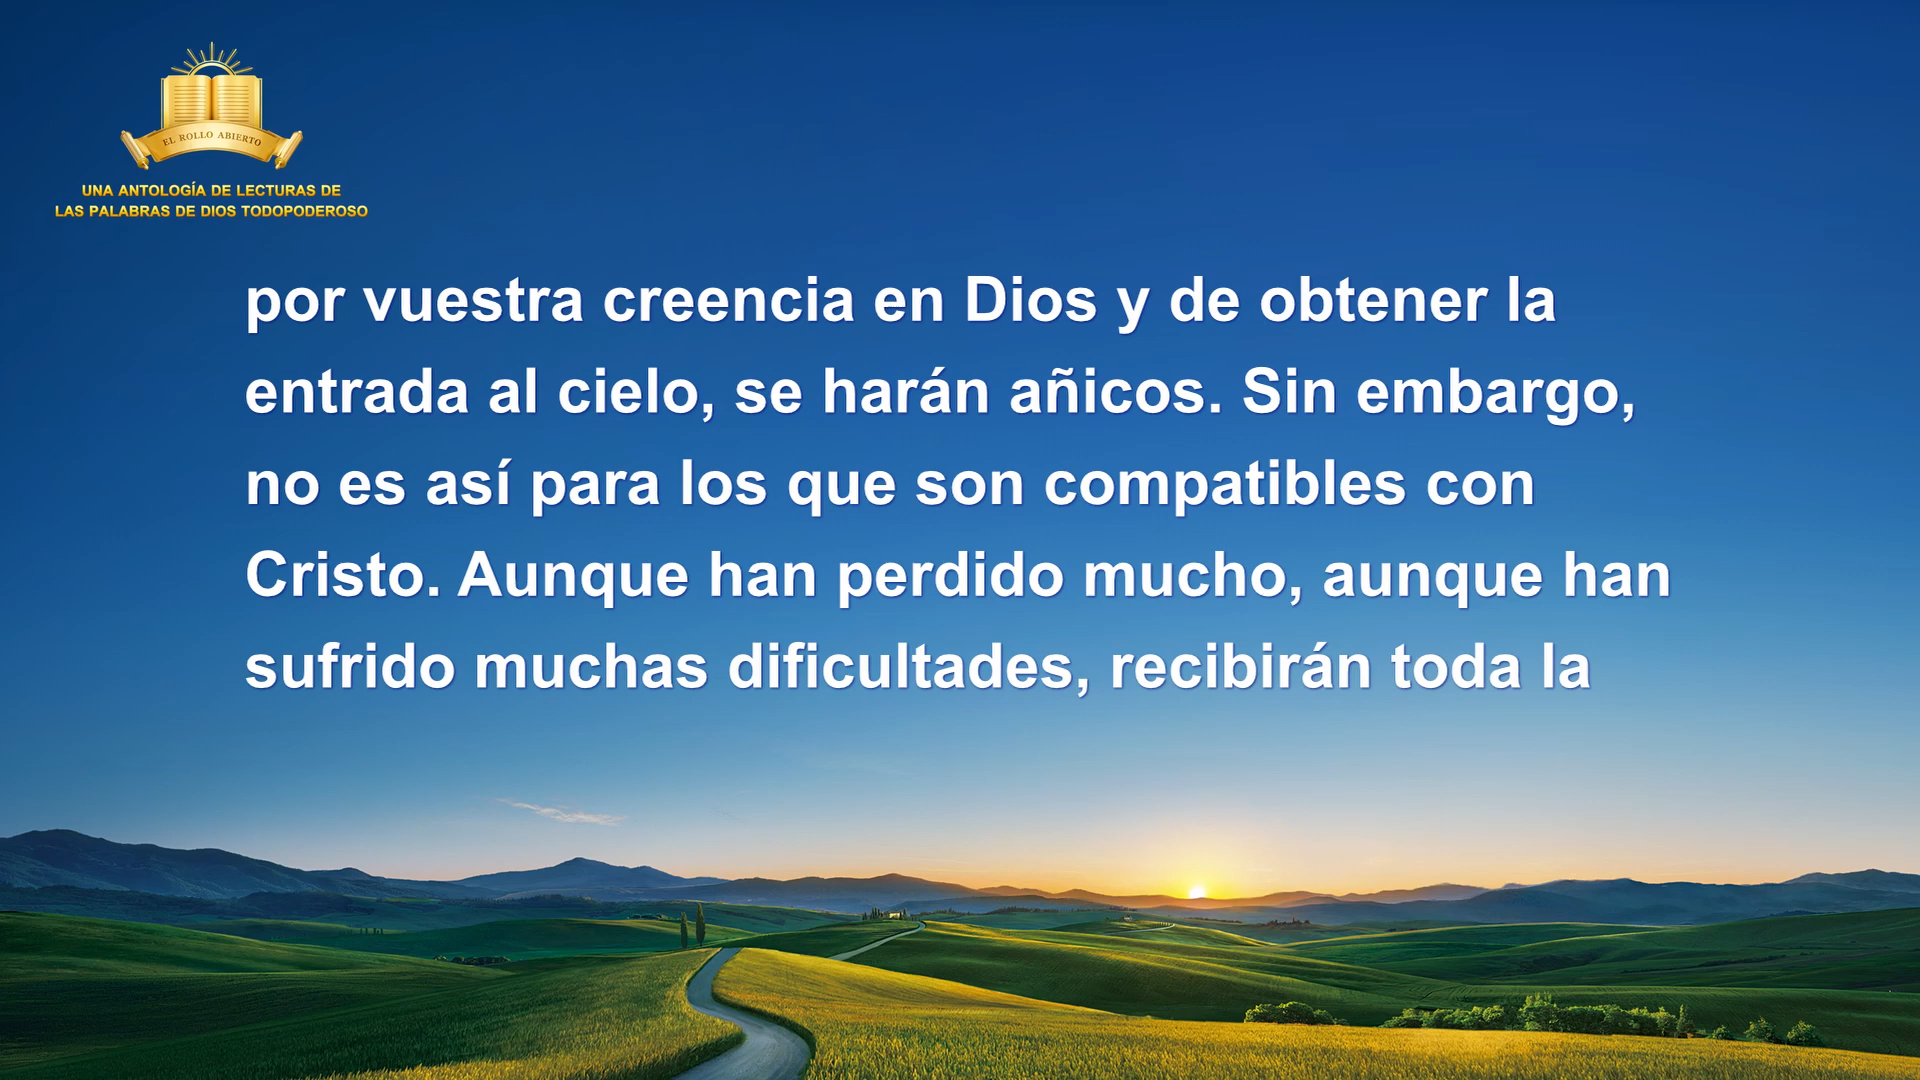 EL ROLLO ABIERTO
UNA ANTOLOGÍA DE LECTURAS DE
LAS PALABRAS DE DIOS TODOPODEROSO
por vuestra creencia en Dios y de obtener la
entrada al cielo, se harán añicos. Sin embargo,
no es así para los que son compatibles con
Cristo. Aunque han perdido mucho, aunque han
sufrido muchas dificultades, recibirán toda la